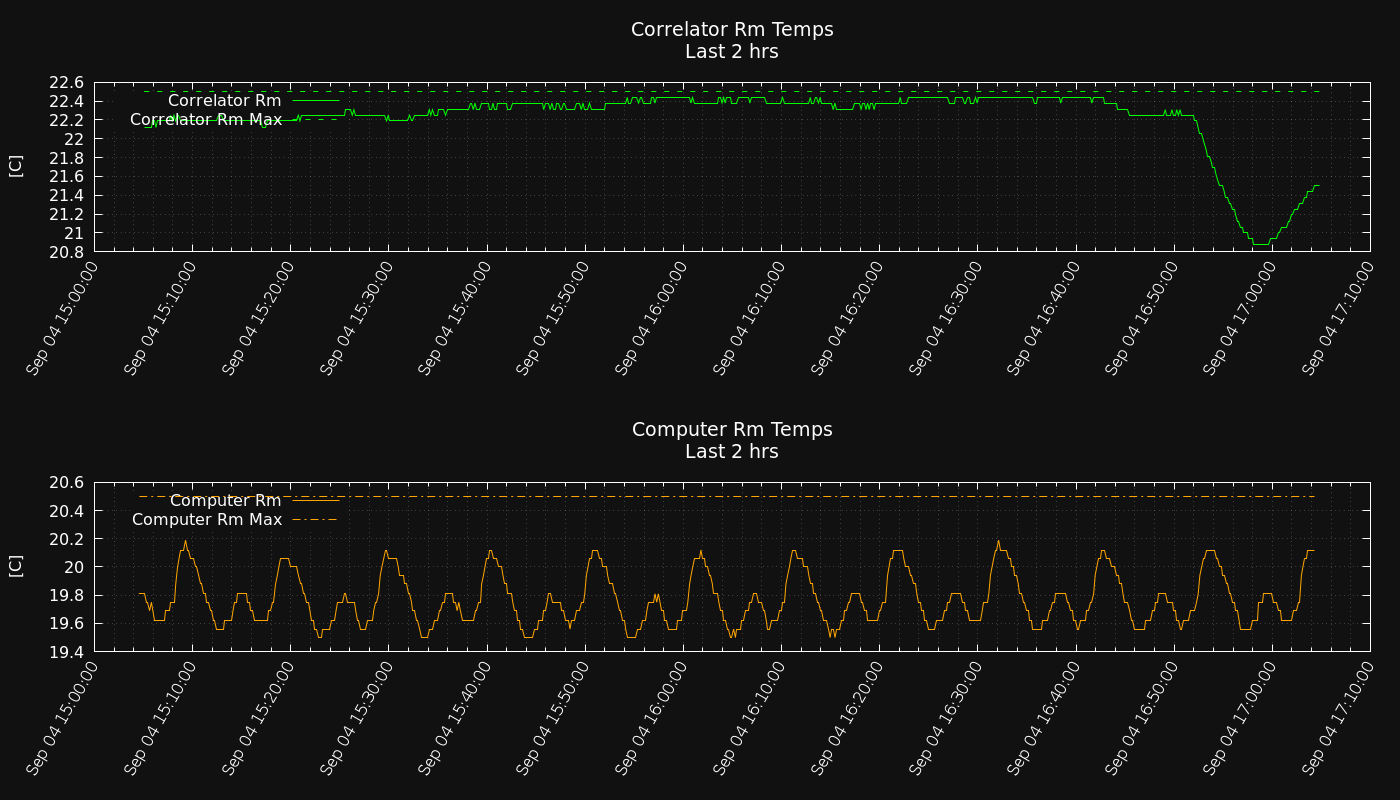 Correlator Rm Temps
Last 2 hrs
22.6
22.4
22.2
22
21.8
21.6
21.4
21.2
21
20.8
[C]
Correlator Rm
Correlator Rm Max
Sep 04 15:00:00
Sep 04 15:10:00
Sep 04 15:20:00
Sep 04 15:30:00
Sep 04 15:40:00
Sep 04 15:50:00
Sep 04 16:00:00
Sep 04 16:10:00
Sep 04 16:20:00
Sep 04 16:30:00
Sep 04 16:40:00
Sep 04 16:50:00
Sep 04 17:00:00
Sep 04 17:10:00
Computer Rm Temps
Last 2 hrs
20.6
20.4
20.2
20
19.8
19.6
19.4
[C]
Computer Rm
Computer Rm Max
Sep 04 15:00:00
Sep 04 15:10:00
Sep 04 15:20:00
Sep 04 15:30:00
Sep 04 15:40:00
Sep 04 15:50:00
Sep 04 16:00:00
Sep 04 16:10:00
Sep 04 16:20:00
Sep 04 16:30:00
Sep 04 16:40:00
Sep 04 16:50:00
Sep 04 17:00:00
Sep 04 17:10:00